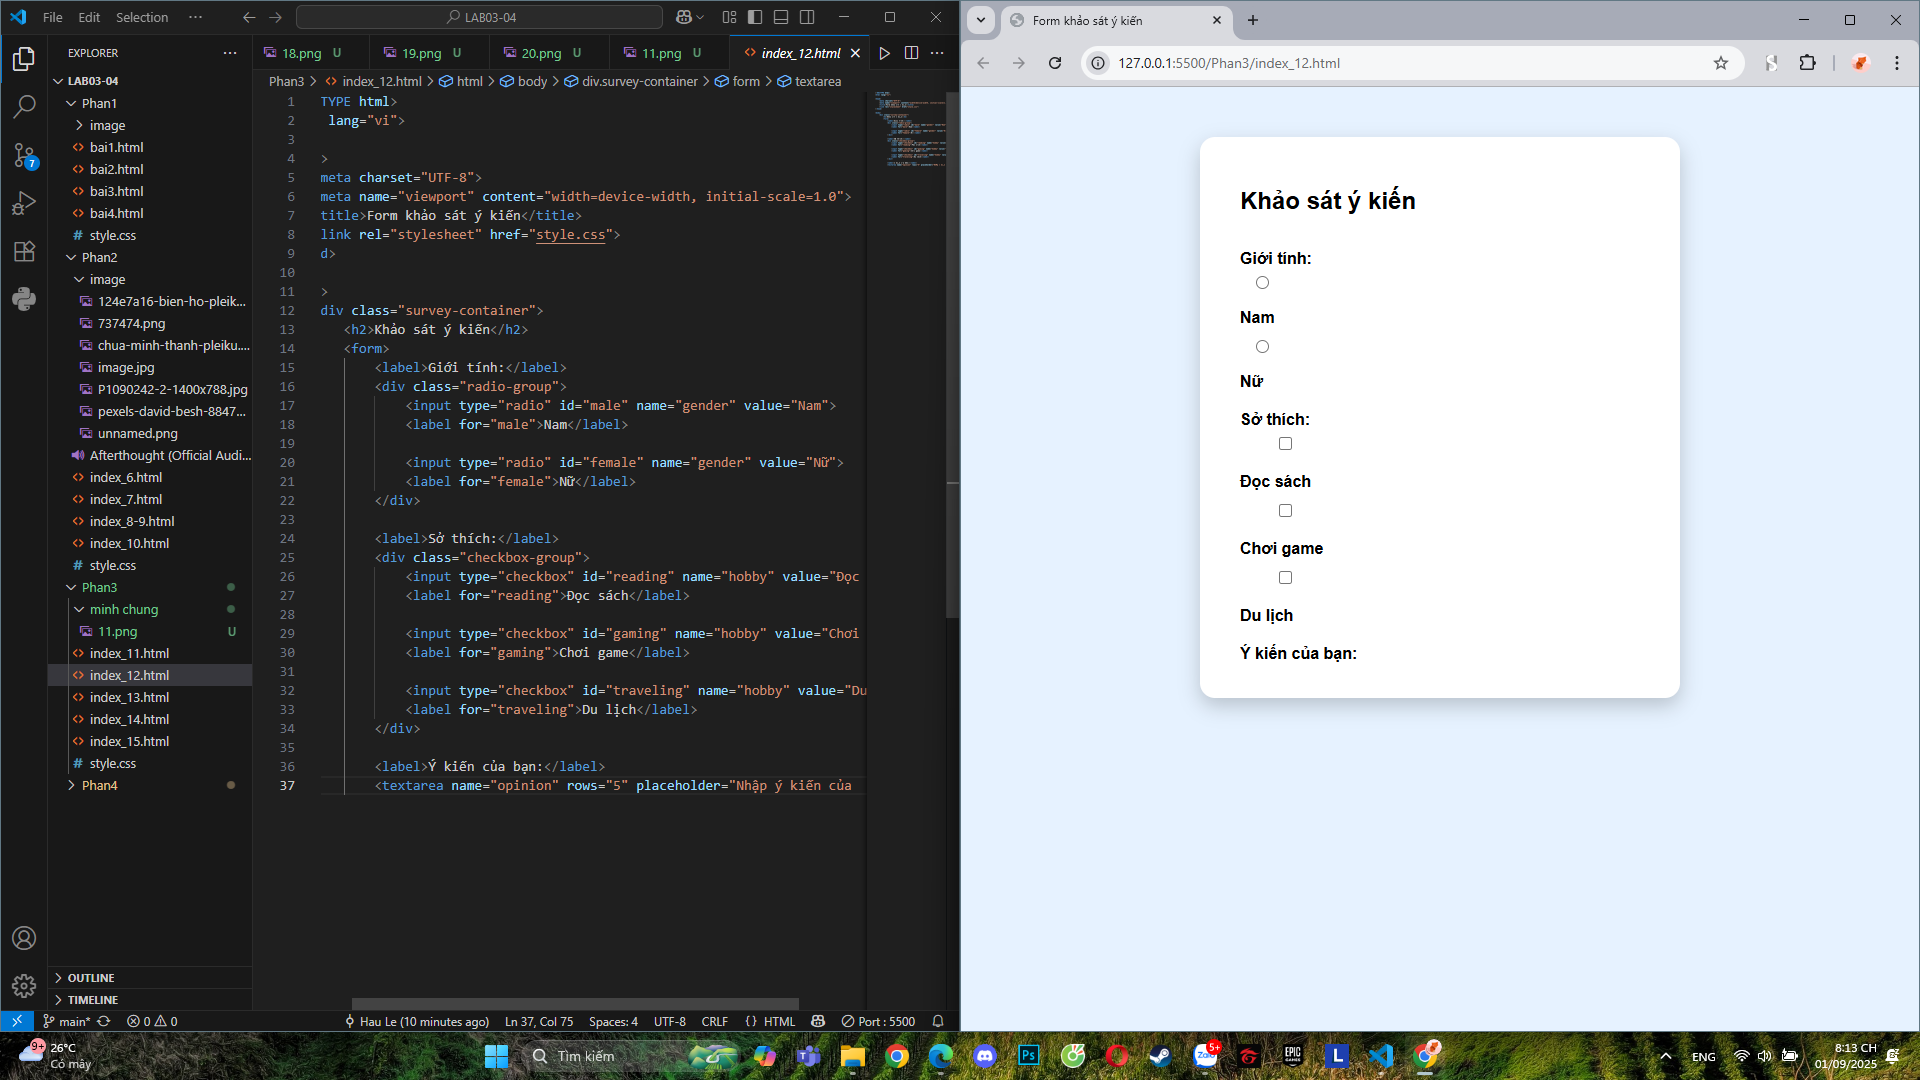 File Edit Selection ··· LAB03-04
EXPLORER
LAB03-04
Phan1
image
bai1.html
bai2.html
bai3.html
bai4.html
style.css
Phan2
image
124e7a16-bien-ho-pleik...
737474.png
chua-minh-thanh-pleiku....
image.jpg
P1090242-2-1400x788.jpg
pexels-david-besh-8847...
unnamed.png
Afterthought (Official Audi...
index_6.html
index_7.html
index_8-9.html
index_10.html
style.css
Phan3
minh chung
11.png U
index_11.html
index_12.html
index_13.html
index_14.html
index_15.html
style.css
Phan4
OUTLINE
TIMELINE
7
18.png U 19.png U 20.png U 11.png U index_12.html
Phan3 > index_12.html > html > body > div.survey-container > form > textarea
1 TYPE html>
2 lang="vi">
3
4 >
5 meta charset="UTF-8">
6 meta name="viewport" content="width=device-width, initial-scale=1.0">
7 title>Form khảo sát ý kiến</title>
8 link rel="stylesheet" href="style.css">
9 d>
10
11 >
12 div class="survey-container">
13 <h2>Khảo sát ý kiến</h2>
14 <form>
15 <label>Giới tính:</label>
16 <div class="radio-group">
17 <input type="radio" id="male" name="gender" value="Nam">
18 <label for="male">Nam</label>
19
20 <input type="radio" id="female" name="gender" value="Nữ">
21 <label for="female">Nữ</label>
22 </div>
23
24 <label>Sở thích:</label>
25 <div class="checkbox-group">
26 <input type="checkbox" id="reading" name="hobby" value="Đọc
27 <label for="reading">Đọc sách</label>
28
29 <input type="checkbox" id="gaming" name="hobby" value="Chơi
30 <label for="gaming">Chơi game</label>
31
32 <input type="checkbox" id="traveling" name="hobby" value="Du
33 <label for="traveling">Du lịch</label>
34 </div>
35
36 <label>Ý kiến của bạn:</label>
37 <textarea name="opinion" rows="5" placeholder="Nhập ý kiến của
main* 0 0 Hau Le (10 minutes ago) Ln 37, Col 75 Spaces: 4 UTF-8 CRLF {} HTML Port : 5500
Form khảo sát ý kiến
127.0.0.1:5500/Phan3/index_12.html
Khảo sát ý kiến
Giới tính:
Nam
Nữ
Sở thích:
Đọc sách
Chơi game
Du lịch
Ý kiến của bạn:
9+ 26°C
Có mây
Tìm kiếm
Ps
Zalo 5+
EPIC GAMES
L
ENG
8:13 CH
01/09/2025